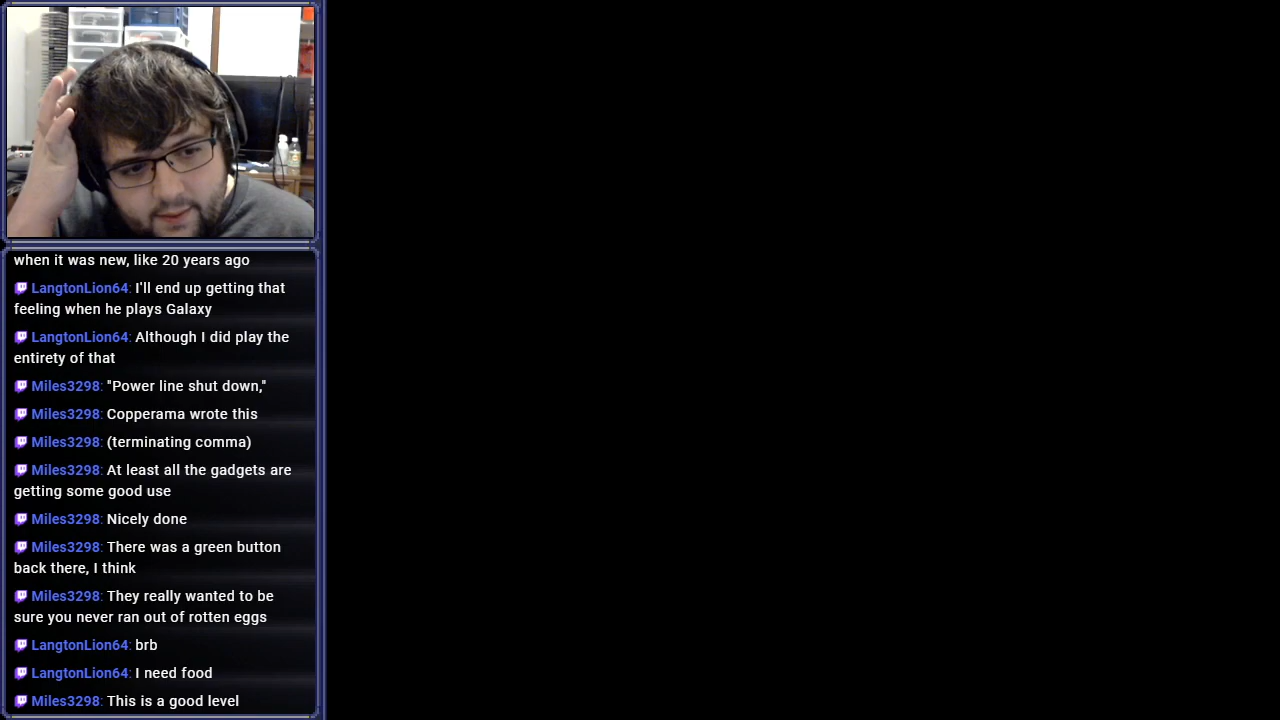 when it was new, like 20 years ago
LangtonLion64: I'll end up getting that
feeling when he plays Galaxy
LangtonLion64: Although I did play the
entirety of that
Miles3298: "Power line shut down,"
Miles3298: Copperama wrote this
Miles3298: (terminating comma)
Miles3298: At least all the gadgets are
getting some good use
Miles3298: Nicely done
Miles3298: There was a green button
back there, I think
Miles3298: They really wanted to be
sure you never ran out of rotten eggs
LangtonLion64: brb
LangtonLion64: I need food
Miles3298: This is a good level